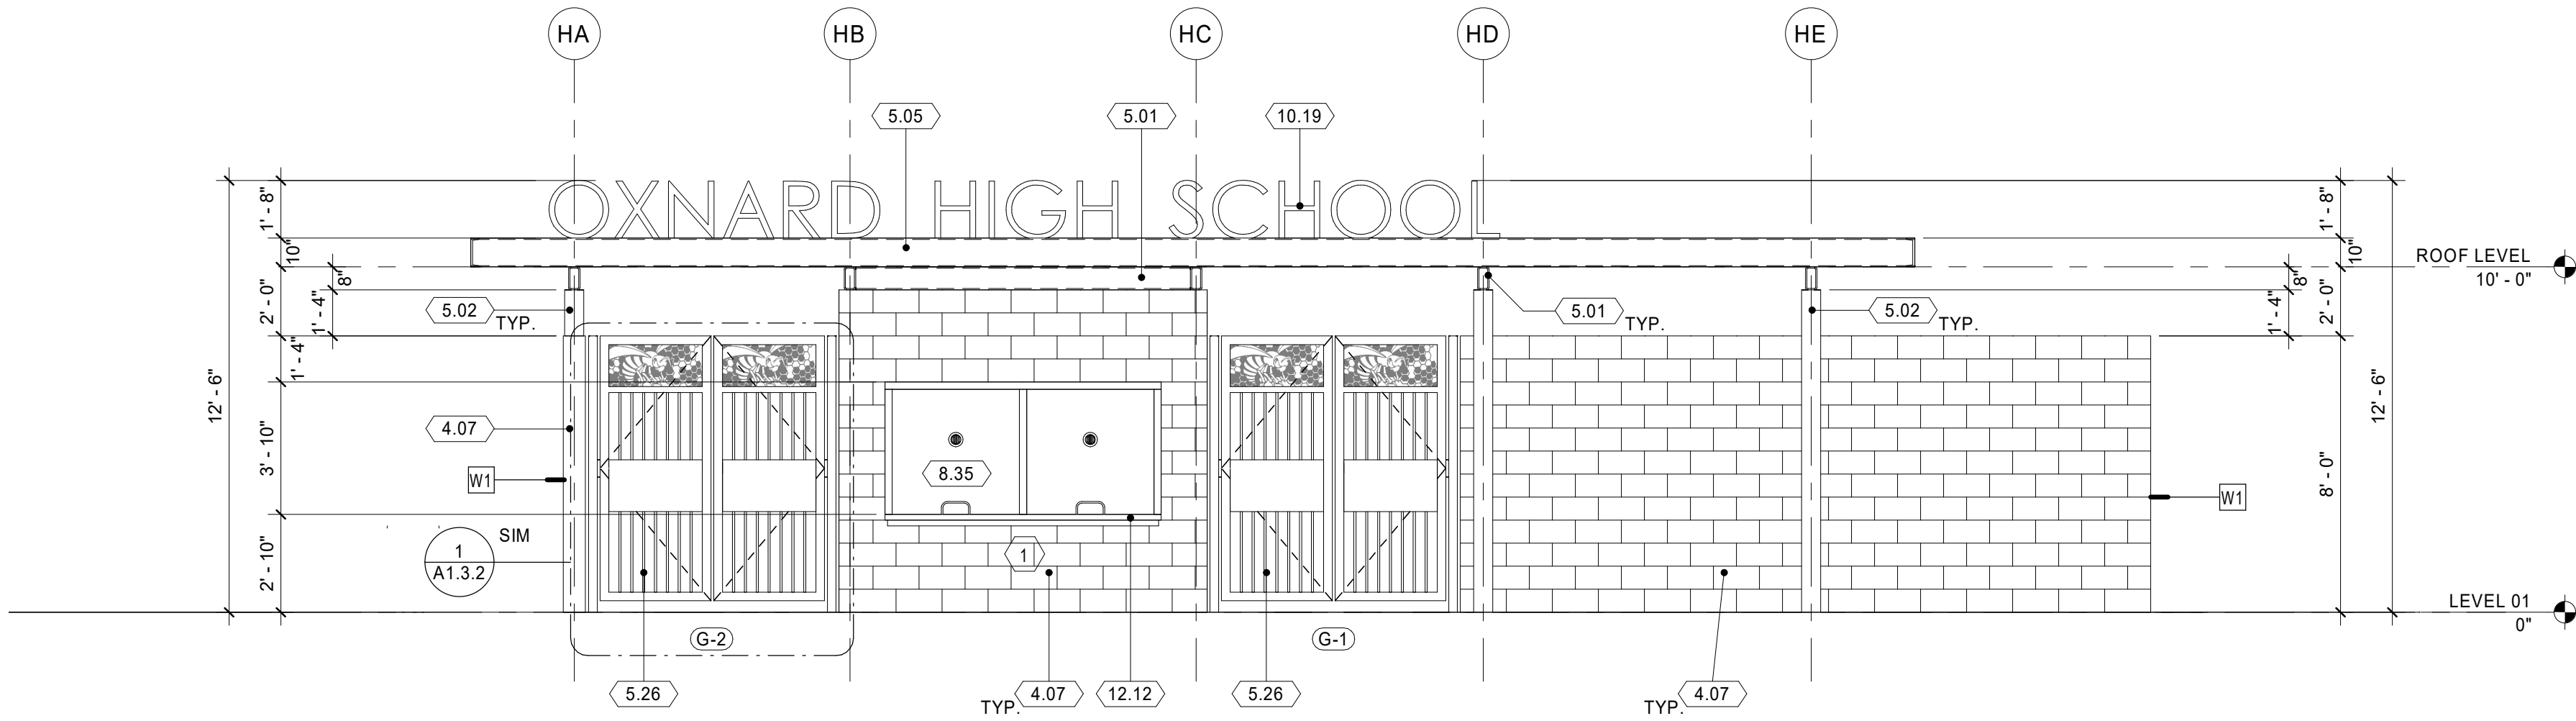 HA
HB
HC
HD
HE
5.05
5.01
10.19
OXNARD HIGH SCHOOL
1' - 8"
10"
8"
2' - 0"
1' - 4"
1' - 4"
12' - 6"
3' - 10"
2' - 10"
5.02
TYP.
4.07
W1
1
A1.3.2
SIM
5.01
8.35
1
5.01
TYP.
5.02
TYP.
W1
1' - 8"
10"
8"
1' - 4"
2' - 0"
8' - 0"
12' - 6"
ROOF LEVEL
10' - 0"
LEVEL 01
0"
G-2
G-1
5.26
TYP.
4.07
12.12
5.26
TYP.
4.07